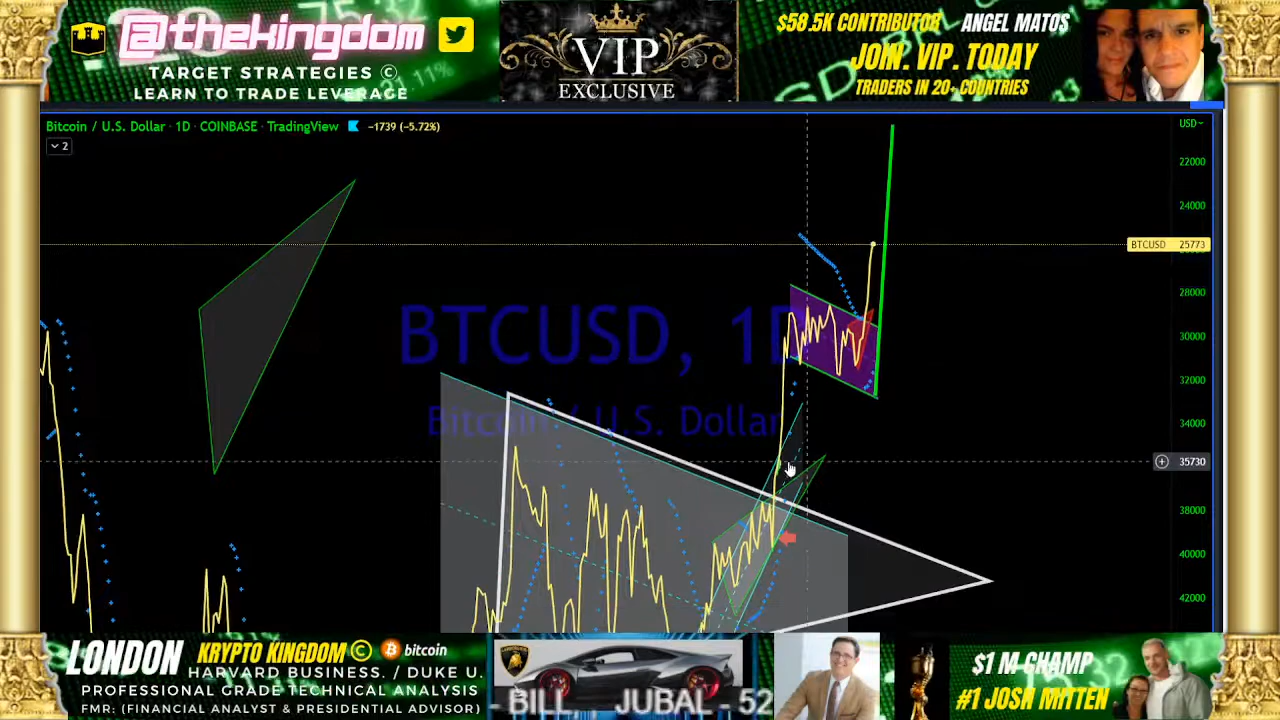 @thekingdom
TARGET STRATEGIES ©
LEARN TO TRADE LEVERAGE
VIP
EXCLUSIVE
$58.5K CONTRIBUTOR ANGEL MATOS
JOIN. VIP. TODAY
TRADERS IN 20+ COUNTRIES
Bitcoin / U.S. Dollar · 1D · COINBASE · TradingView −1739 (−5.72%)
2
USD
22000
24000
BTCUSD 25773
28000
30000
32000
34000
35730
38000
40000
42000
BTCUSD, 1D
Bitcoin / U.S. Dollar
LONDON KRYPTO KINGDOM © bitcoin
HARVARD BUSINESS. / DUKE U.
PROFESSIONAL GRADE TECHNICAL ANALYSIS
FMR: (FINANCIAL ANALYST & PRESIDENTIAL ADVISOR)
- BILL JUBAL - 52
$1 M CHAMP
#1 JOSH MITTEN